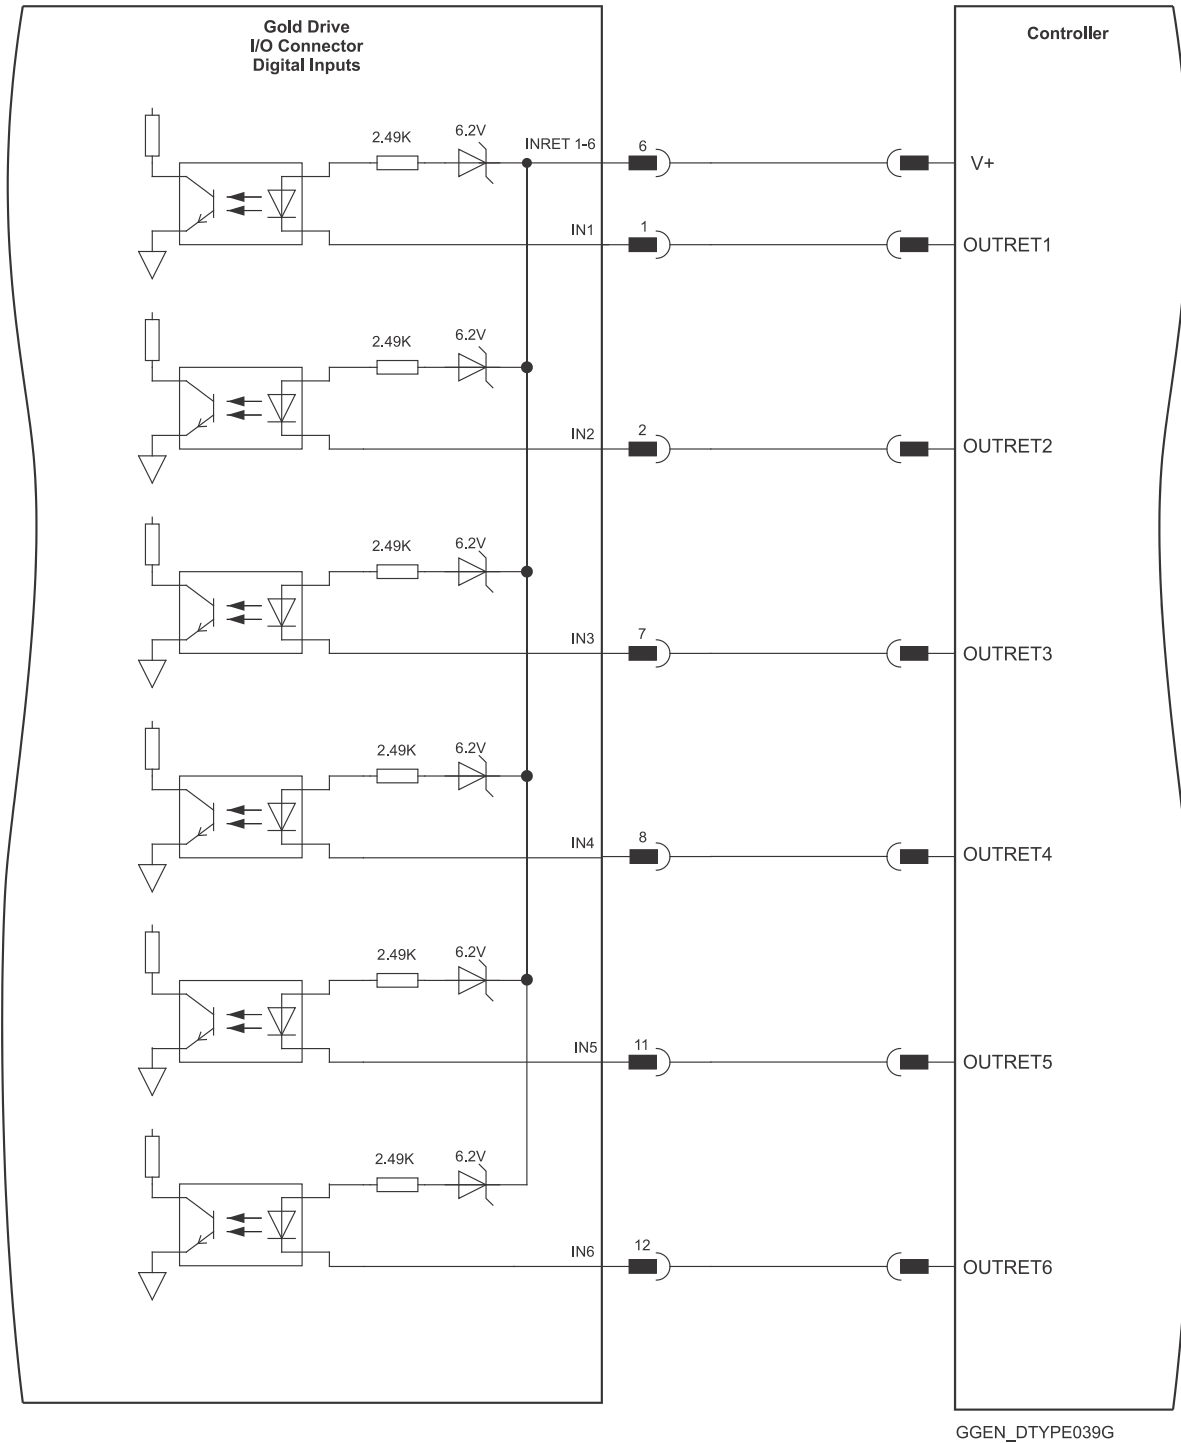 Gold Drive
I/O Connector
Digital Inputs
Controller
2.49K
6.2V
INRET 1-6
6
V+
IN1
1
OUTRET1
2.49K
6.2V
IN2
2
OUTRET2
2.49K
6.2V
IN3
7
OUTRET3
2.49K
6.2V
IN4
8
OUTRET4
2.49K
6.2V
IN5
11
OUTRET5
2.49K
6.2V
IN6
12
OUTRET6
GGEN_DTYPE039G